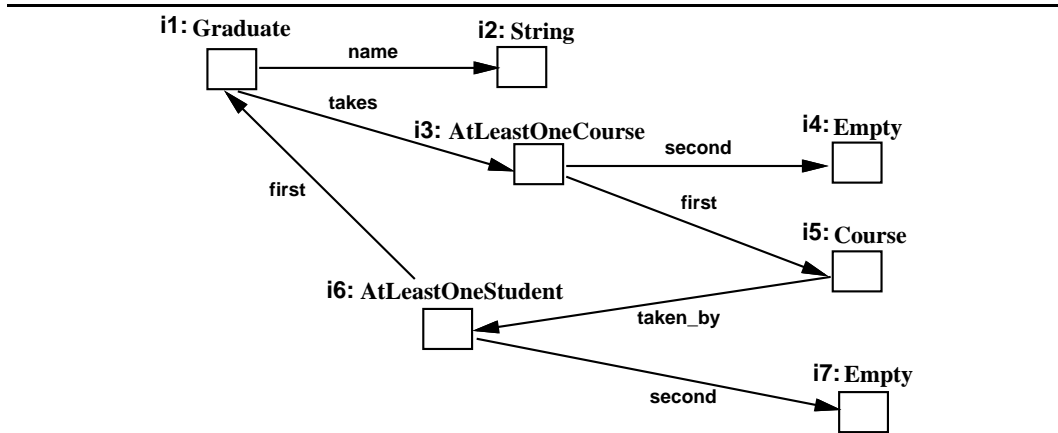 i1: Graduate
i2: String
name
takes
i3: AtLeastOneCourse
i4: Empty
second
first
first
i5: Course
i6: AtLeastOneStudent
taken_by
i7: Empty
second